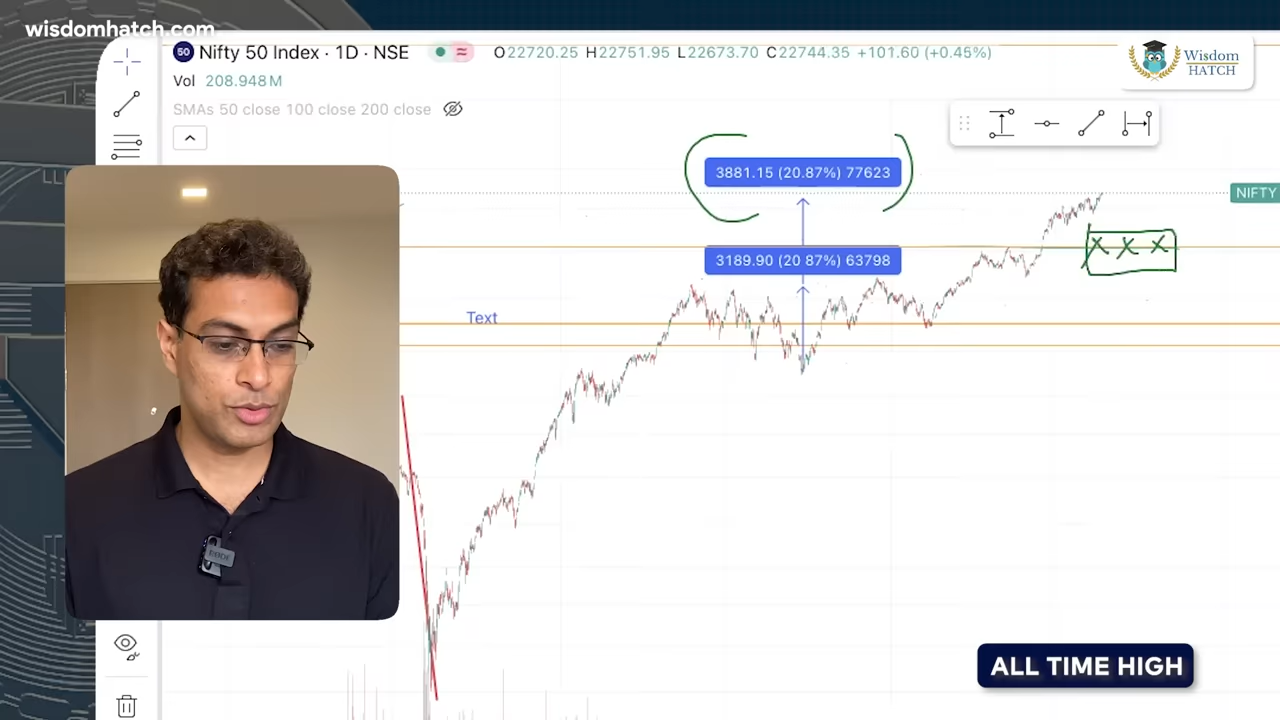 wisdomhatch.com
50 Nifty 50 Index · 1D · NSE O22720.25 H22751.95 L22673.70 C22744.35 +101.60 (+0.45%)
Wisdom
HATCH
Vol 208.948M
SMAs 50 close 100 close 200 close
3881.15 (20.87%) 77623
NIFTY
X X X
3189.90 (20 87%) 63798
Text
ALL TIME HIGH